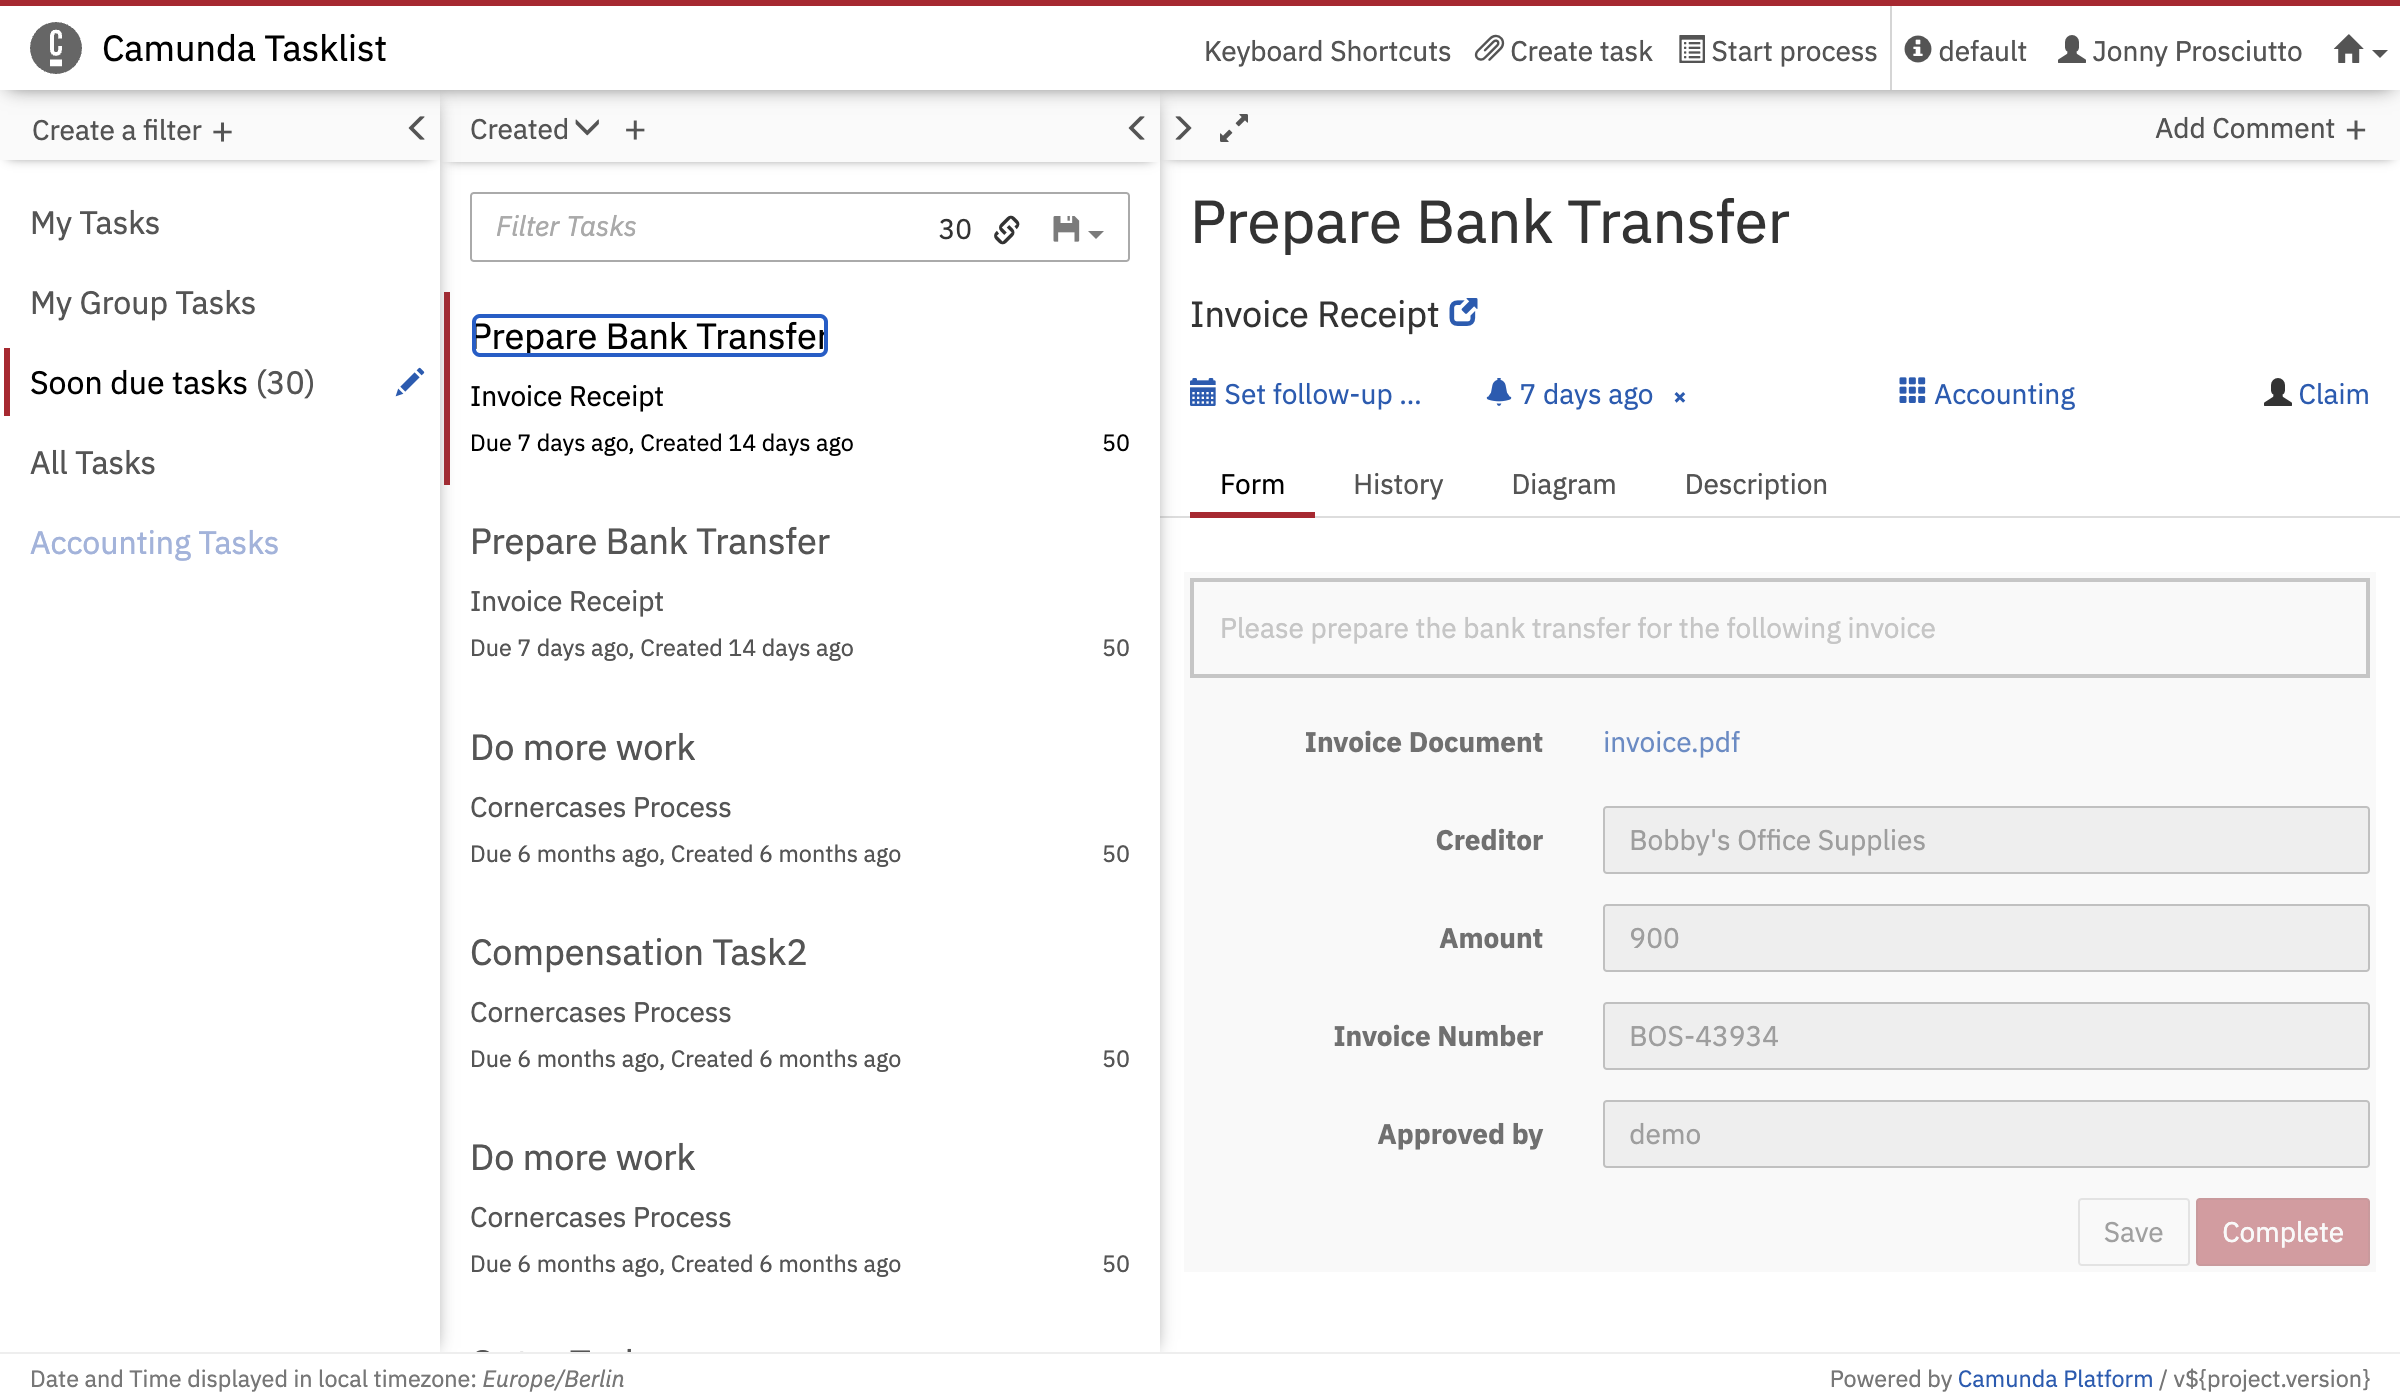 Camunda Tasklist
Keyboard Shortcuts Create task Start process default Jonny Prosciutto
Create a filter +
My Tasks
My Group Tasks
Soon due tasks (30)
All Tasks
Accounting Tasks
Created +
Filter Tasks 30
Prepare Bank Transfer
Invoice Receipt
Due 7 days ago, Created 14 days ago 50
Prepare Bank Transfer
Invoice Receipt
Due 7 days ago, Created 14 days ago 50
Do more work
Cornercases Process
Due 6 months ago, Created 6 months ago 50
Compensation Task2
Cornercases Process
Due 6 months ago, Created 6 months ago 50
Do more work
Cornercases Process
Due 6 months ago, Created 6 months ago 50
Add Comment +
Prepare Bank Transfer
Invoice Receipt
Set follow-up ... 7 days ago × Accounting Claim
Form History Diagram Description
Please prepare the bank transfer for the following invoice
Invoice Document invoice.pdf
Creditor Bobby's Office Supplies
Amount 900
Invoice Number BOS-43934
Approved by demo
Save Complete
Date and Time displayed in local timezone: Europe/Berlin
Powered by Camunda Platform / v${project.version}